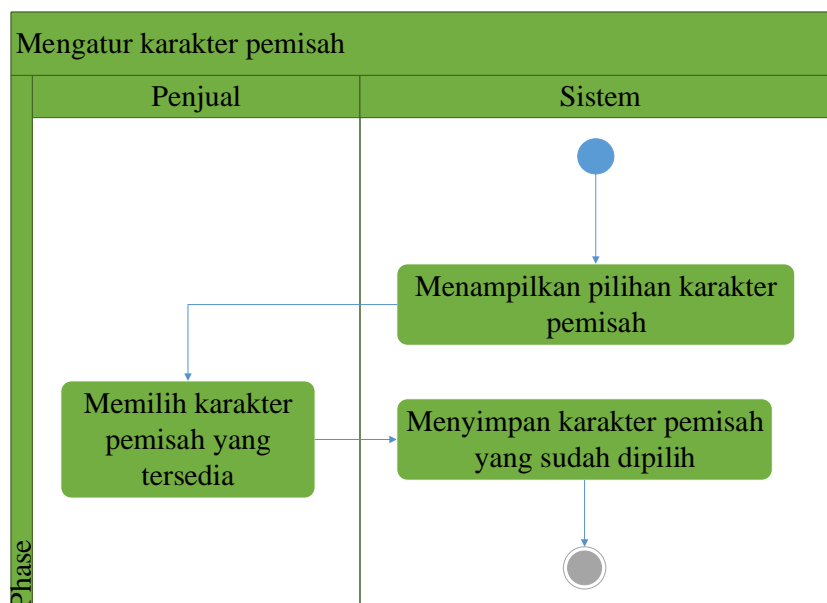 Mengatur karakter pemisah
Penjual
Sistem
Menampilkan pilihan karakter
pemisah
Memilih karakter
pemisah yang
tersedia
Menyimpan karakter pemisah
yang sudah dipilih
Phase